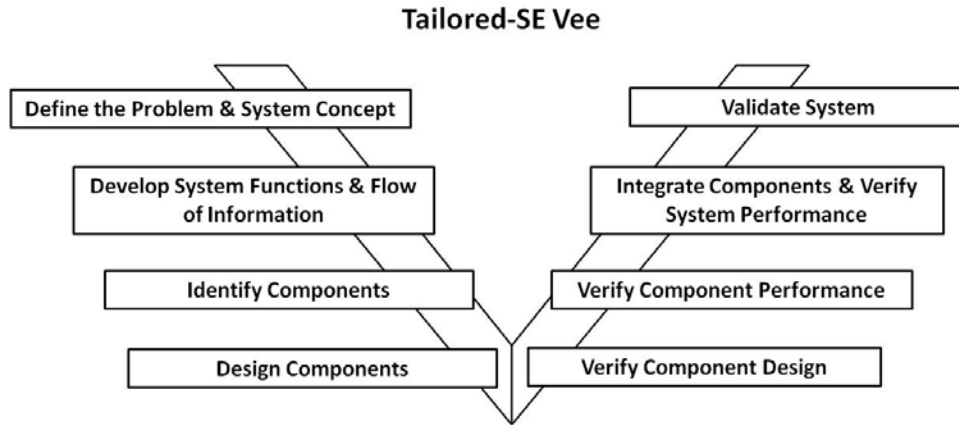 Tailored-SE Vee
Define the Problem & System Concept
Validate System
Develop System Functions & Flow
of Information
Integrate Components & Verify
System Performance
Identify Components
Verify Component Performance
Design Components
Verify Component Design